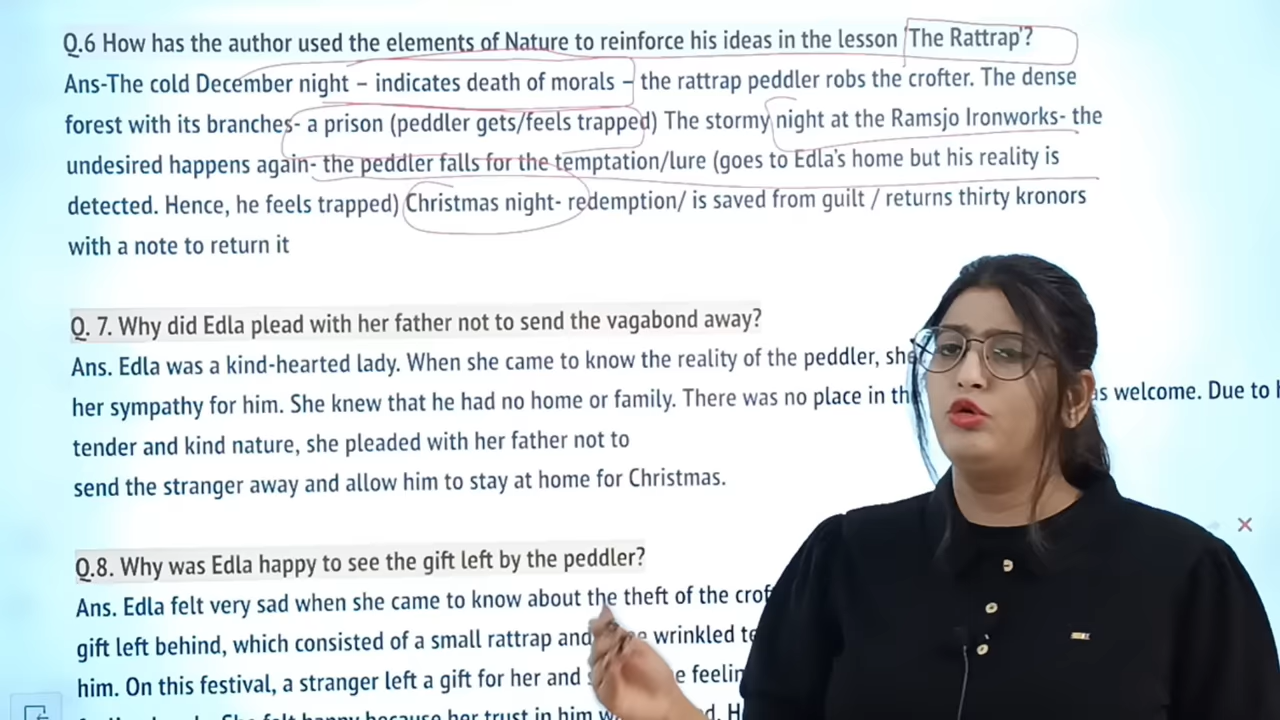 Q.6 How has the author used the elements of Nature to reinforce his ideas in the lesson 'The Rattrap'?
Ans-The cold December night – indicates death of morals – the rattrap peddler robs the crofter. The dense
forest with its branches- a prison (peddler gets/feels trapped) The stormy night at the Ramsjo Ironworks- the
undesired happens again- the peddler falls for the temptation/lure (goes to Edla's home but his reality is
detected. Hence, he feels trapped) Christmas night- redemption/ is saved from guilt / returns thirty kronors
with a note to return it
Q. 7. Why did Edla plead with her father not to send the vagabond away?
Ans. Edla was a kind-hearted lady. When she came to know the reality of the peddler, she
her sympathy for him. She knew that he had no home or family. There was no place in welcome. Due to
tender and kind nature, she pleaded with her father not to
send the stranger away and allow him to stay at home for Christmas.
Q.8. Why was Edla happy to see the gift left by the peddler?
Ans. Edla felt very sad when she came to know about the theft of the
gift left behind, which consisted of a small rattrap and wrinkled
him. On this festival, a stranger left a gift for her and
happy because her trust in him